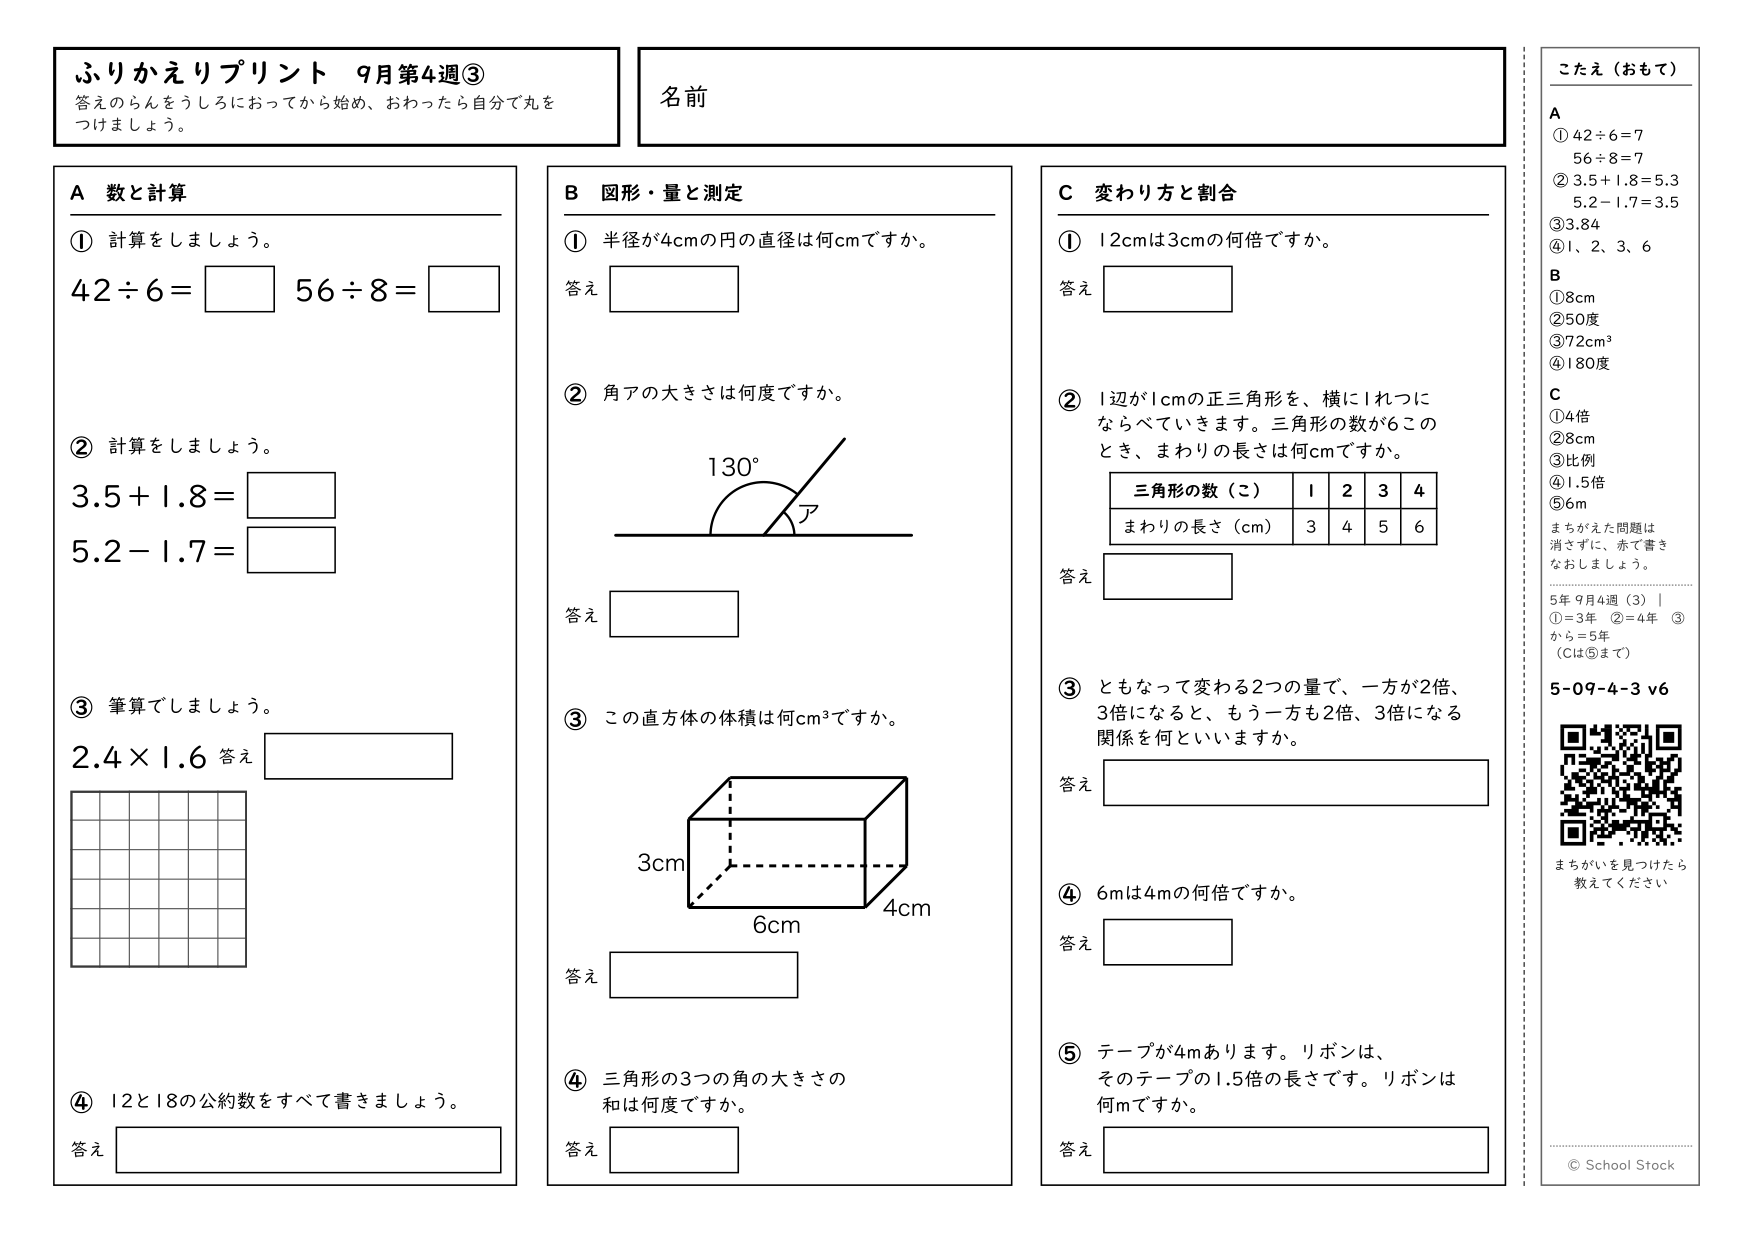 ふりかえりプリント　9月第4週③
答えのらんをうしろにおってから始め、おわったら自分で丸を
つけましょう。
名前
A　数と計算
① 計算をしましょう。
42÷6＝
56÷8＝
② 計算をしましょう。
3.5＋1.8＝
5.2－1.7＝
③ 筆算でしましょう。
2.4×1.6 答え
④ 12と18の公約数をすべて書きましょう。
答え
B　図形・量と測定
① 半径が4cmの円の直径は何cmですか。
答え
② 角アの大きさは何度ですか。
130°
ア
答え
③ この直方体の体積は何cm³ですか。
3cm
4cm
6cm
答え
④ 三角形の3つの角の大きさの
和は何度ですか。
答え
C　変わり方と割合
① 12cmは3cmの何倍ですか。
答え
② 1辺が1cmの正三角形を、横に1れつに
ならべていきます。三角形の数が6この
とき、まわりの長さは何cmですか。
三角形の数（こ） 1 2 3 4
まわりの長さ（cm） 3 4 5 6
答え
③ ともなって変わる2つの量で、一方が2倍、
3倍になると、もう一方も2倍、3倍になる
関係を何といいますか。
答え
④ 6mは4mの何倍ですか。
答え
⑤ テープが4mあります。リボンは、
そのテープの1.5倍の長さです。リボンは
何mですか。
答え
こたえ（おもて）
A
① 42÷6＝7
56÷8＝7
② 3.5＋1.8＝5.3
5.2－1.7＝3.5
③3.84
④1、2、3、6
B
①8cm
②50度
③72cm³
④180度
C
①4倍
②8cm
③比例
④1.5倍
⑤6m
まちがえた問題は
消さずに、赤で書き
なおしましょう。
5年 9月4週（3）｜
①＝3年　②＝4年　③
から＝5年
（Cは⑤まで）
5-09-4-3 v6
まちがいを見つけたら
教えてください
© School Stock